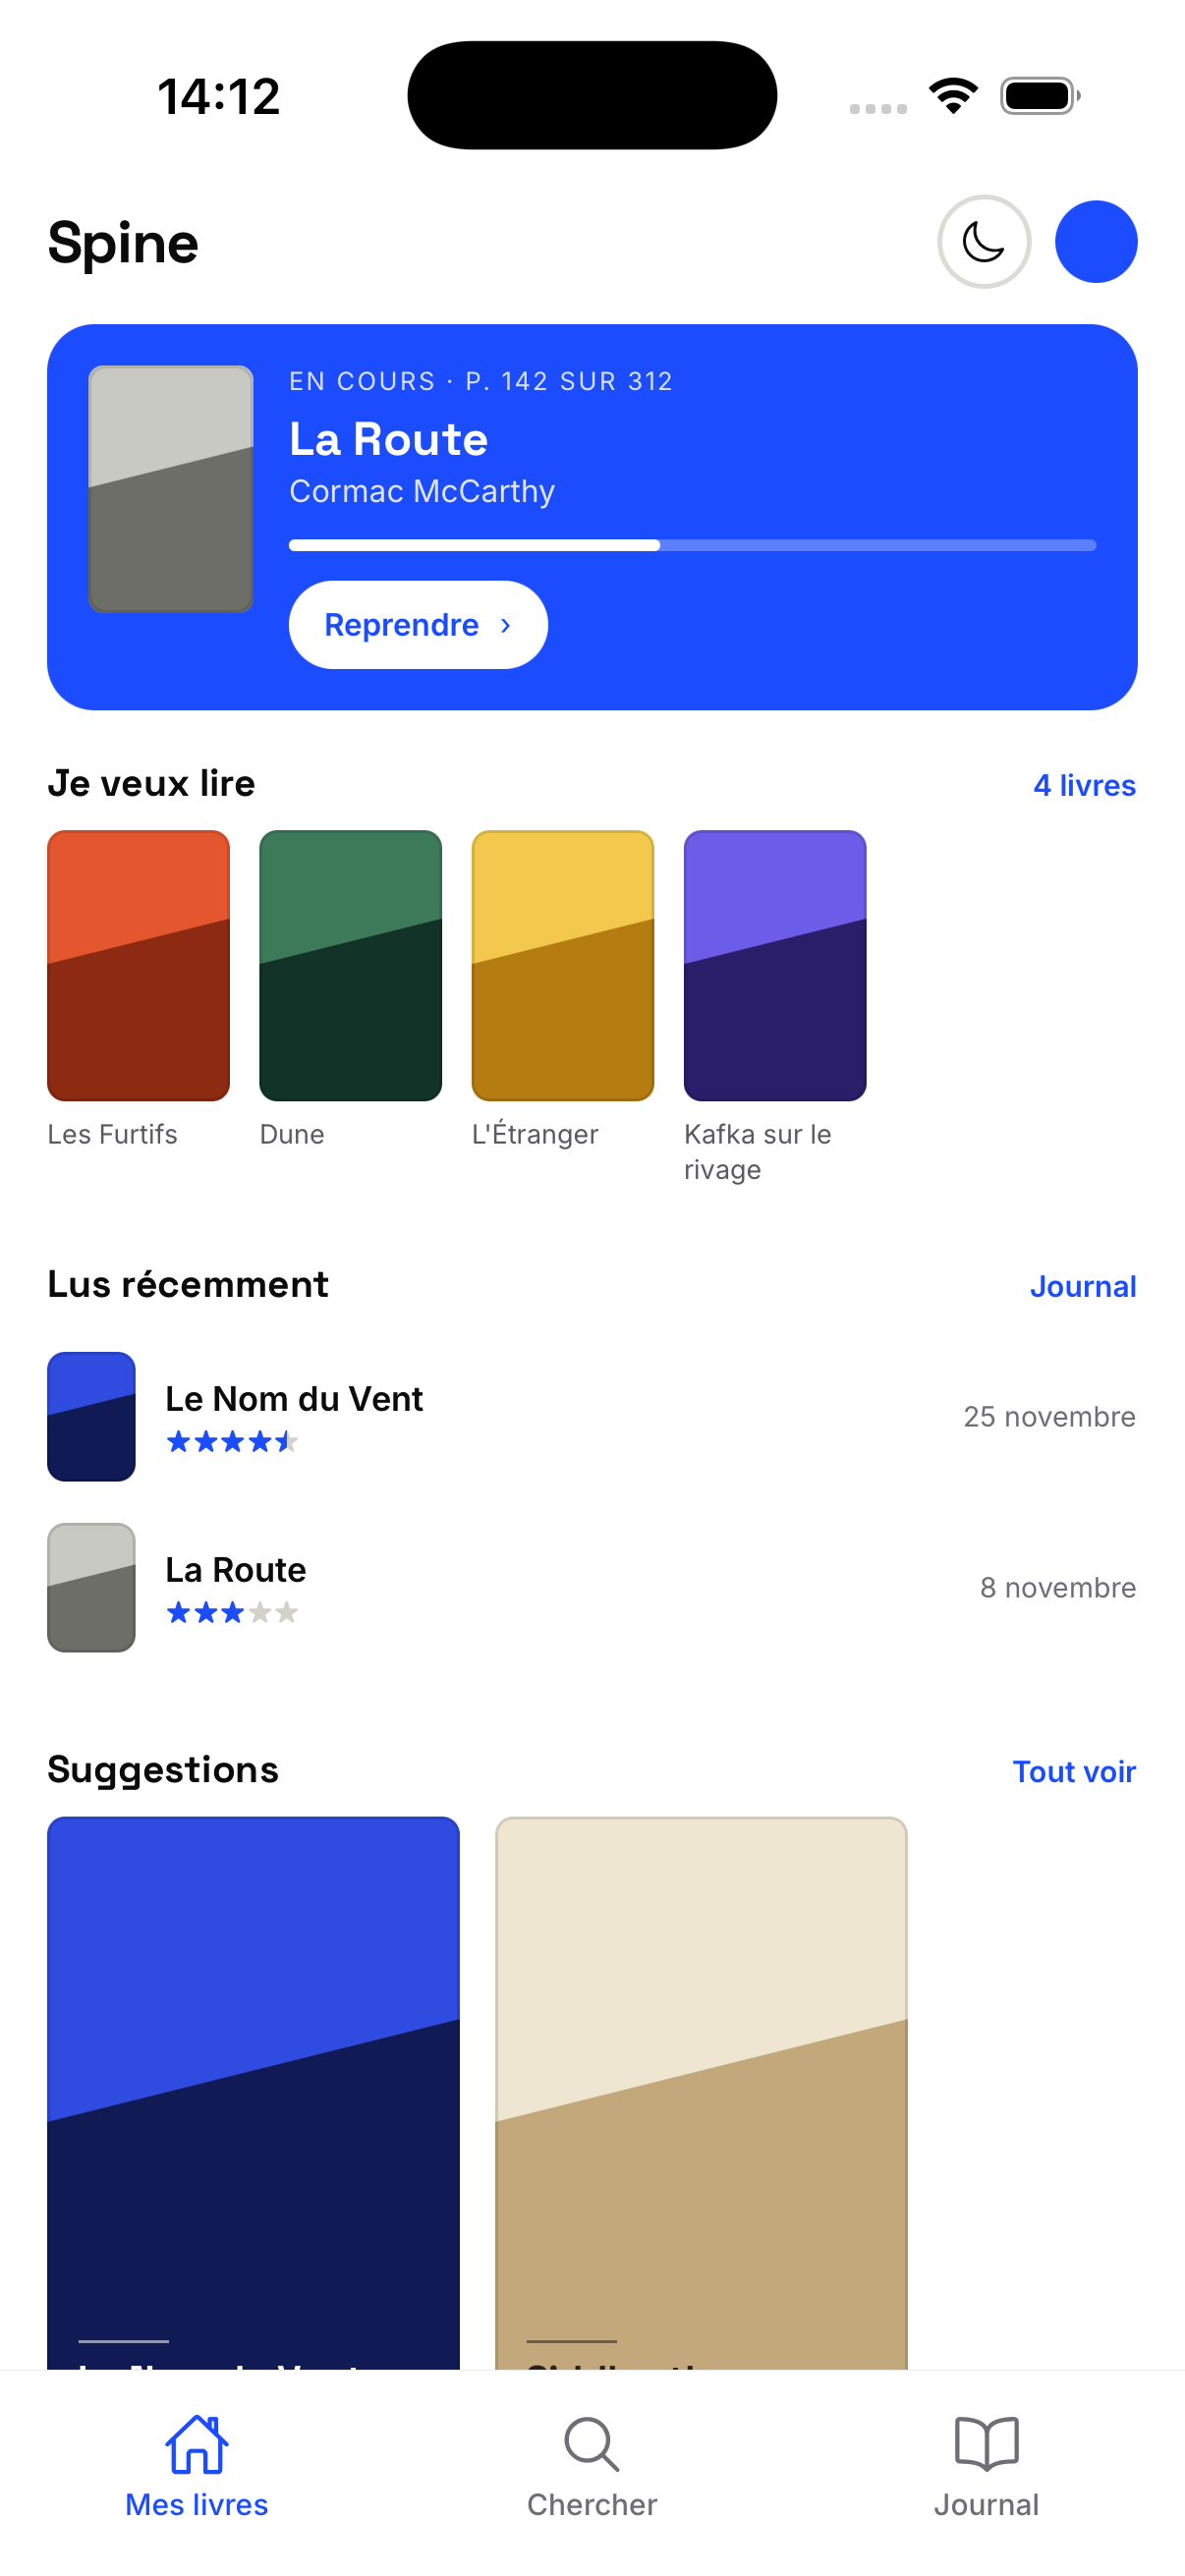 14:12
Spine
EN COURS · P. 142 SUR 312
La Route
Cormac McCarthy
Reprendre ›
Je veux lire
4 livres
Les Furtifs
Dune
L'Étranger
Kafka sur le
rivage
Lus récemment
Journal
Le Nom du Vent
25 novembre
La Route
8 novembre
Suggestions
Tout voir
Mes livres
Chercher
Journal